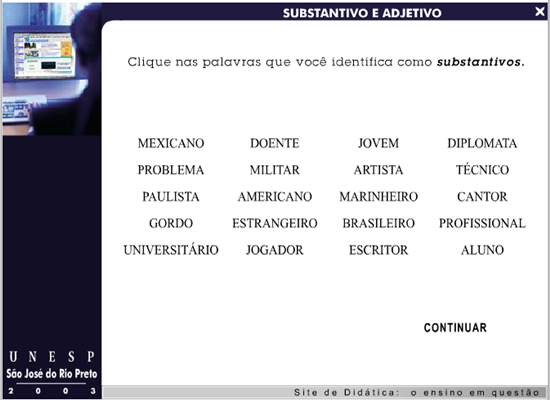 SUBSTANTIVO E ADJETIVO X
Clique nas palavras que você identifica como substantivos.
MEXICANO DOENTE JOVEM DIPLOMATA
PROBLEMA MILITAR ARTISTA TÉCNICO
PAULISTA AMERICANO MARINHEIRO CANTOR
GORDO ESTRANGEIRO BRASILEIRO PROFISSIONAL
UNIVERSITÁRIO JOGADOR ESCRITOR ALUNO
CONTINUAR
UNESP
São José do Rio Preto
2003
Site de Didática: o ensino em questão